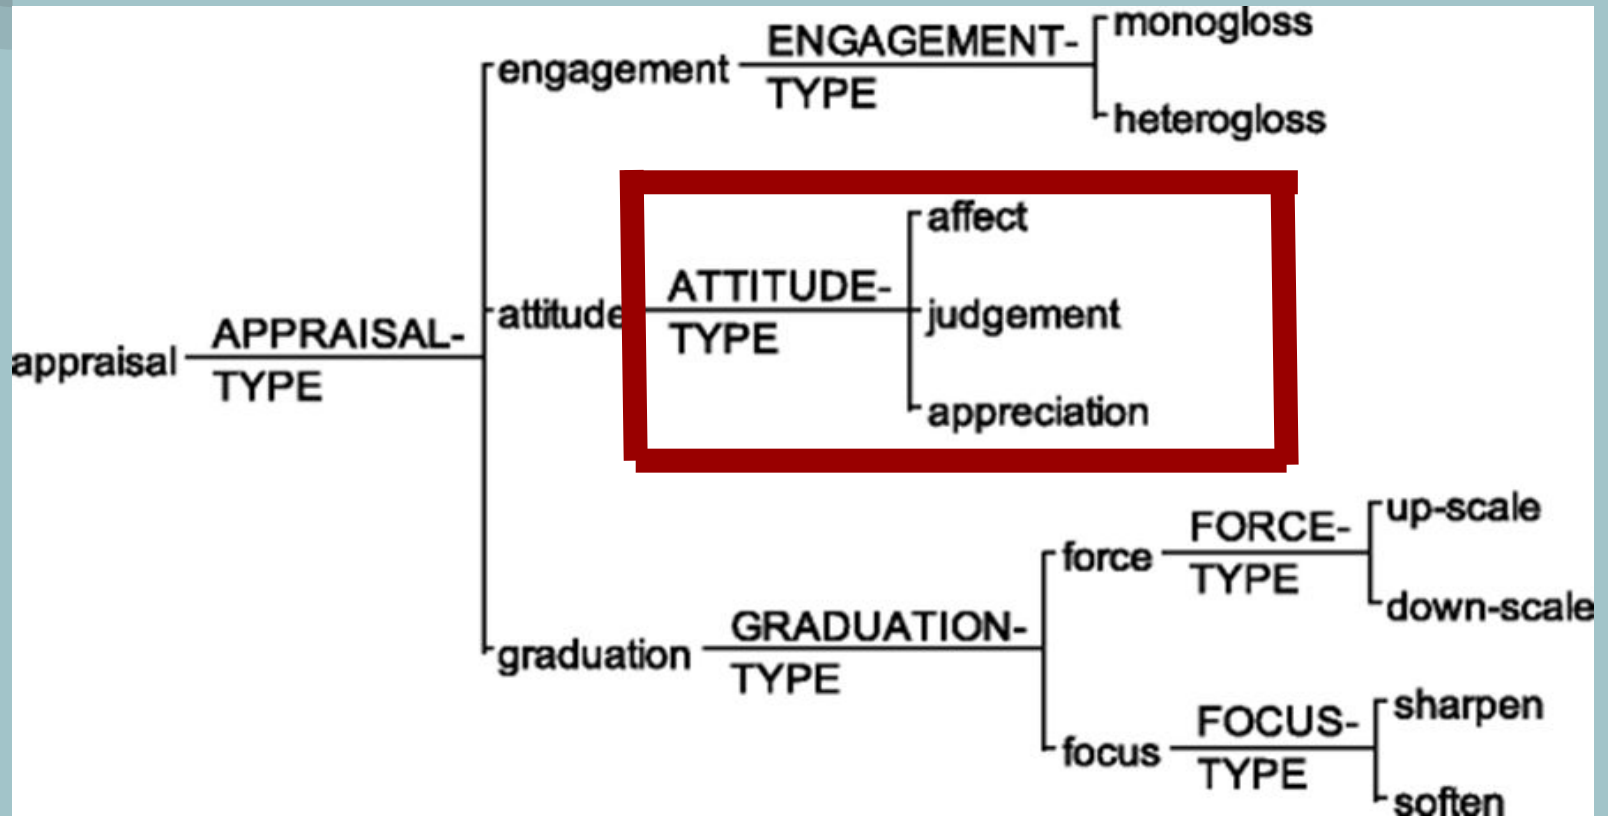 monogloss
ENGAGEMENT-
engagement
TYPE
heterogloss
affect
ATTITUDE-
attitude
judgement
TYPE
APPRAISAL-
appraisal
TYPE
appreciation
up-scale
FORCE-
force
TYPE
down-scale
GRADUATION-
graduation
TYPE
sharpen
FOCUS-
focus
TYPE
soften